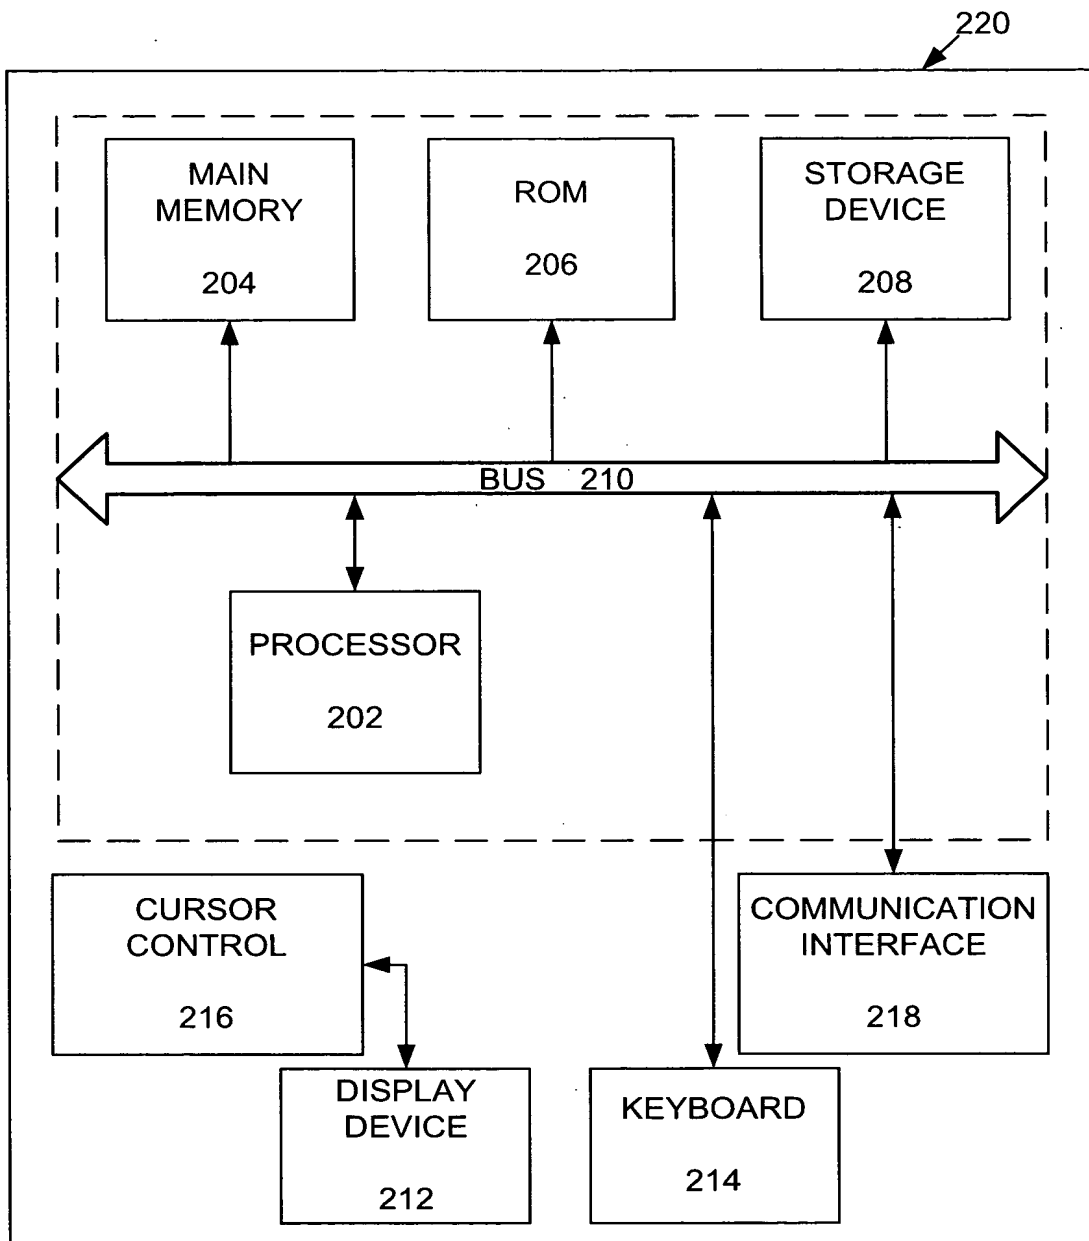 220
MAIN
MEMORY
204
ROM
206
STORAGE
DEVICE
208
BUS 210
PROCESSOR
202
CURSOR
CONTROL
216
COMMUNICATION
INTERFACE
218
DISPLAY
DEVICE
212
KEYBOARD
214